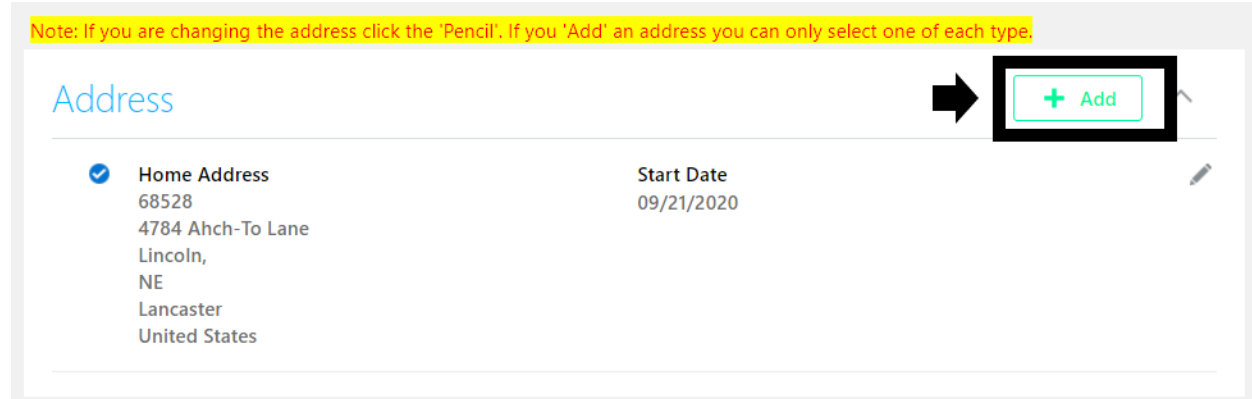 Note: If you are changing the address click the 'Pencil'. If you 'Add' an address you can only select one of each type.
Address
+ Add
Home Address
Start Date
68528
09/21/2020
4784 Ahch-To Lane
Lincoln,
NE
Lancaster
United States